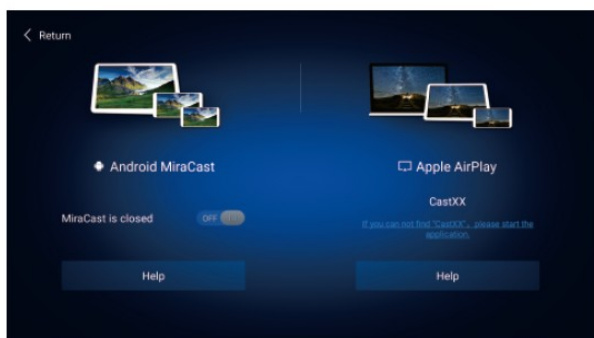 Return
Android MiraCast
Apple AirPlay
MiraCast is closed
OFF
CastXX
If you can not find "CastXX", please start the
application.
Help
Help